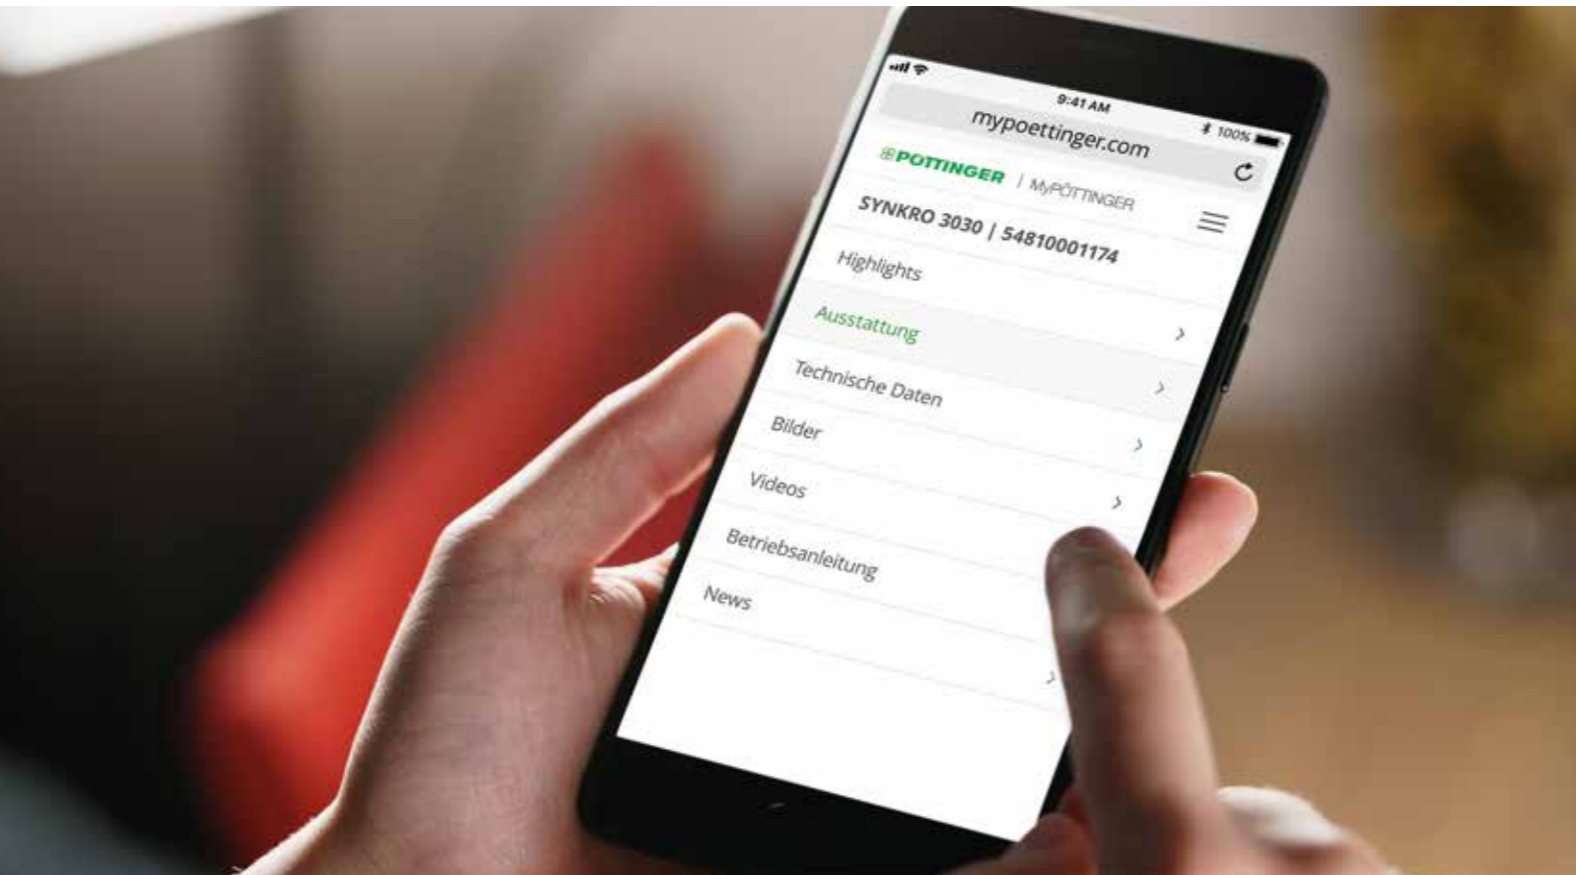 9:41 AM
100%
mypoettinger.com
PÖTTINGER | MyPÖTTINGER
SYNKRO 3030 | 54810001174
Highlights
Ausstattung
Technische Daten
Bilder
Videos
Betriebsanleitung
News